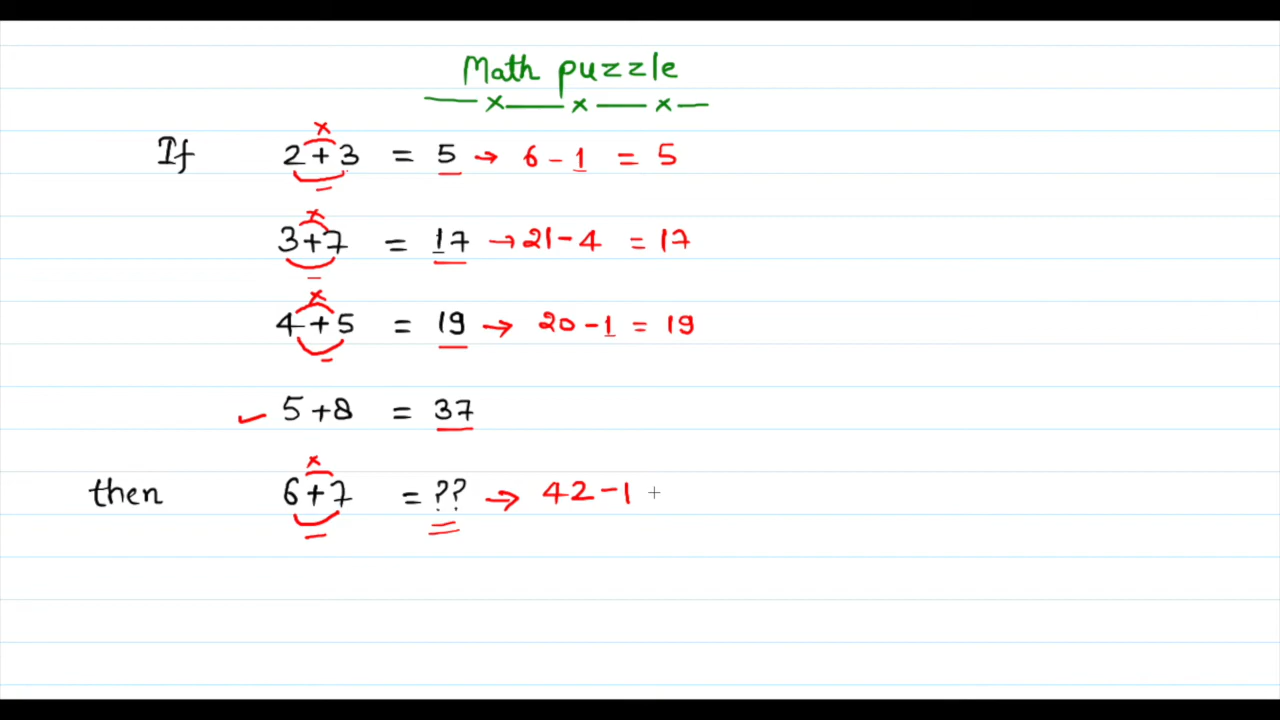 Math puzzle
— x — x — x —
x
If 2 + 3 = 5 → 6 - 1 = 5
x
3 + 7 = 17 → 21 - 4 = 17
x
4 + 5 = 19 → 20 - 1 = 19
✓ 5 + 8 = 37
x
then 6 + 7 = ?? → 42 - 1